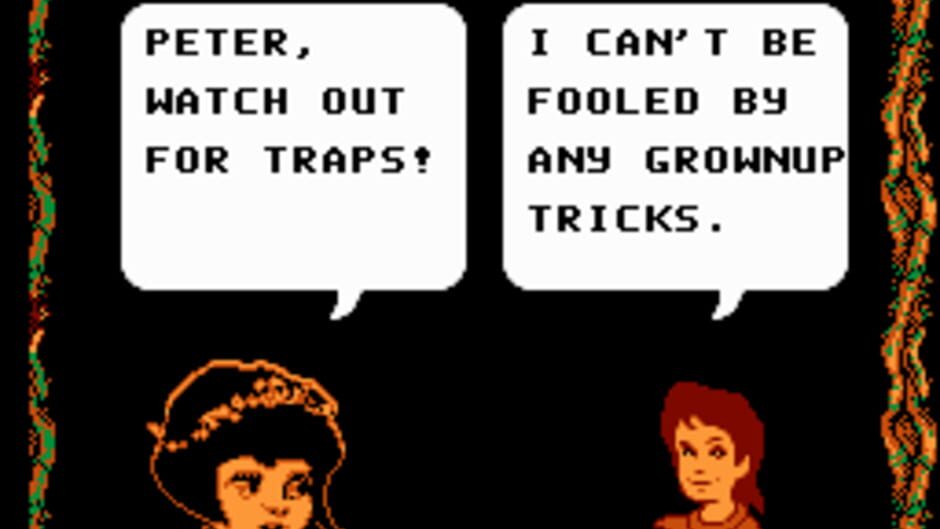 PETER,
WATCH OUT
FOR TRAPS!
I CAN'T BE
FOOLED BY
ANY GROWNUP
TRICKS.